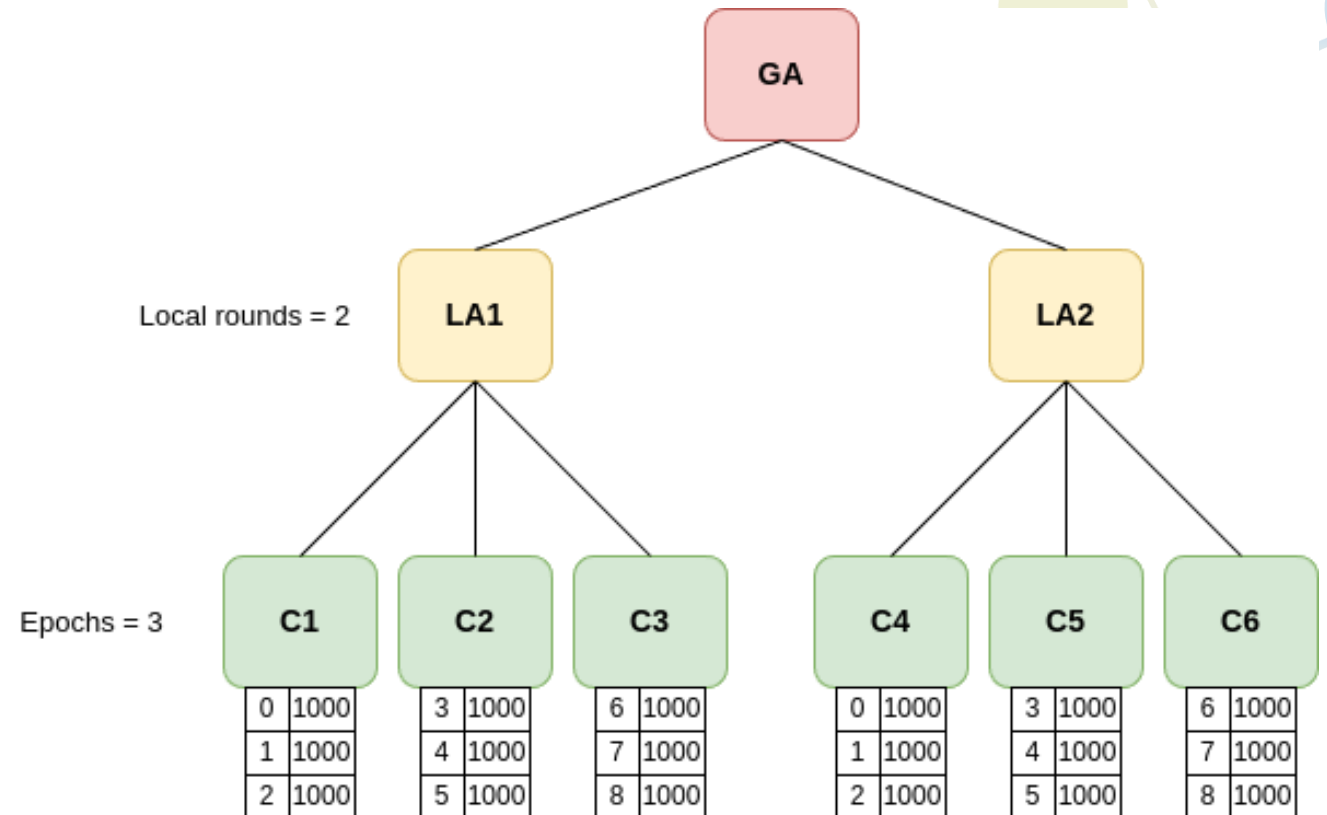 GA
Local rounds = 2
LA1
LA2
Epochs = 3
C1
C2
C3
C4
C5
C6
0 1000 3 1000 6 1000 0 1000 3 1000 6 1000
1 1000 4 1000 7 1000 1 1000 4 1000 7 1000
2 1000 5 1000 8 1000 2 1000 5 1000 8 1000